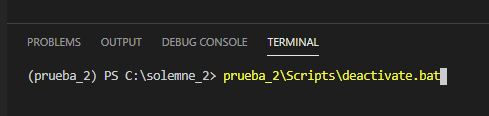 PROBLEMS OUTPUT DEBUG CONSOLE TERMINAL
(prueba_2) PS C:\solemne_2> prueba_2\Scripts\deactivate.bat